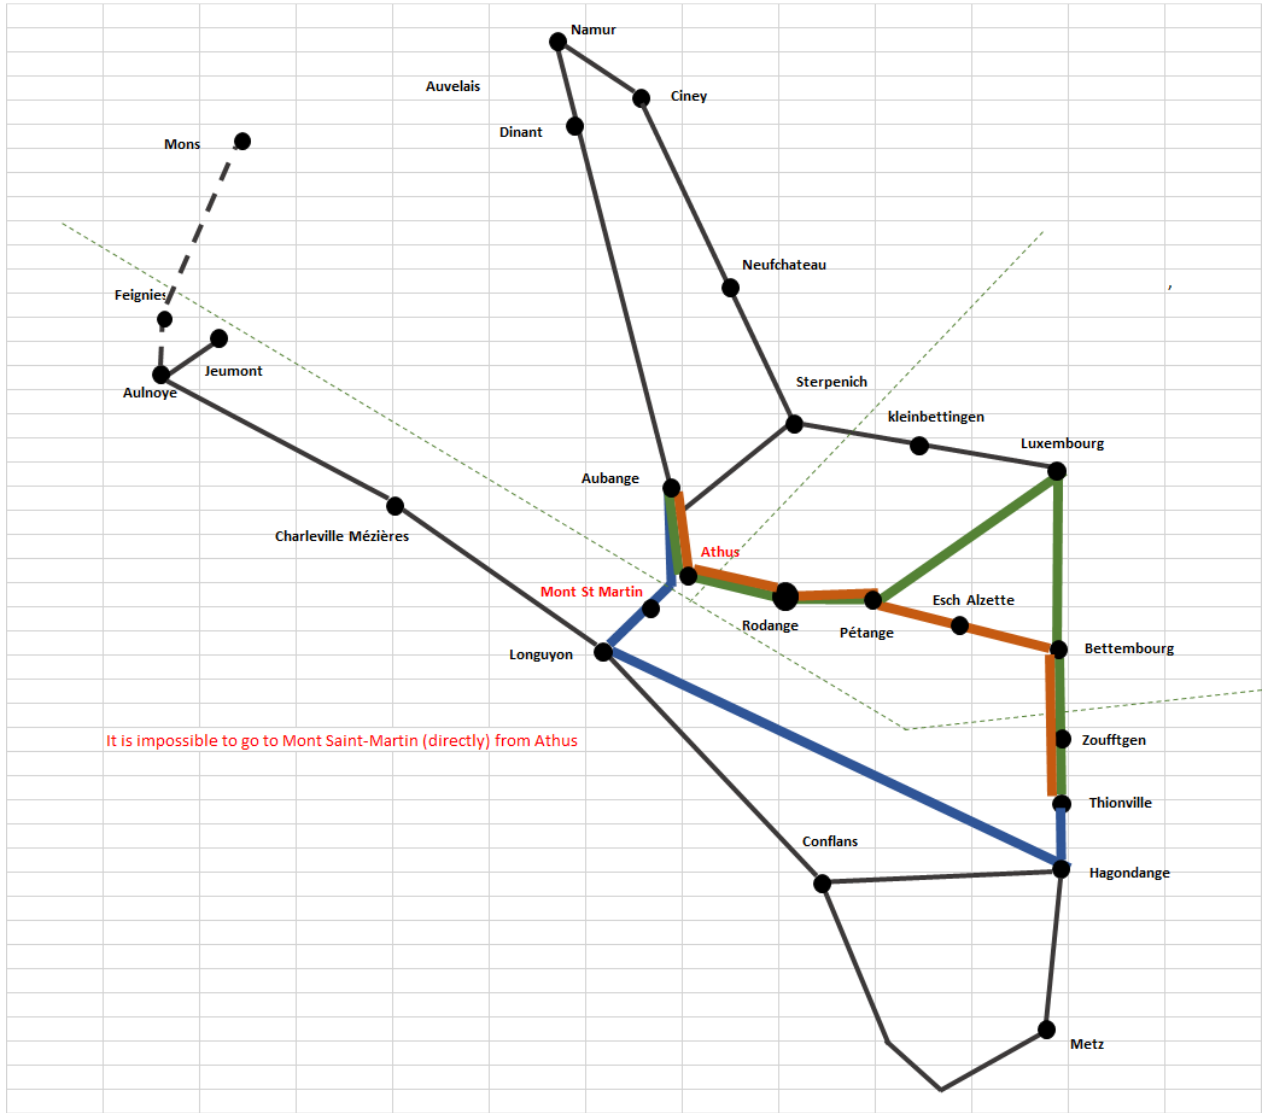 Namur
Auvelais
Ciney
Dinant
Mons
Neufchateau
Feignies
Jeumont
Aulnoye
Sterpenich
kleinbettingen
Luxembourg
Aubange
Charleville Mézières
Athus
Mont St Martin
Esch Alzette
Rodange
Pétange
Longuyon
Bettembourg
It is impossible to go to Mont Saint-Martin (directly) from Athus
Zoufftgen
Thionville
Conflans
Hagondange
Metz